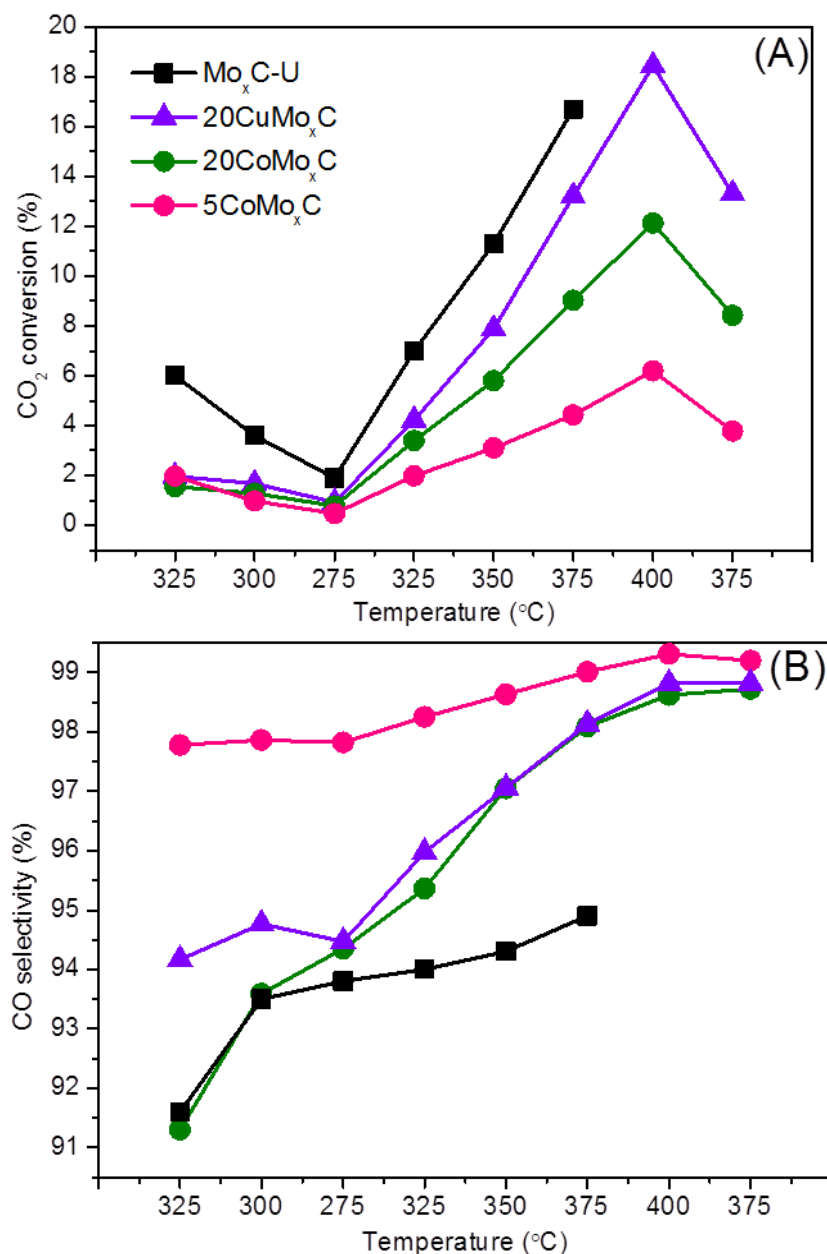 (A)
MoₓC-U
20CuMoₓC
20CoMoₓC
5CoMoₓC
CO₂ conversion (%)
20
18
16
14
12
10
8
6
4
2
0
325 300 275 325 350 375 400 375
Temperature (°C)
(B)
CO selectivity (%)
99
98
97
96
95
94
93
92
91
325 300 275 325 350 375 400 375
Temperature (°C)